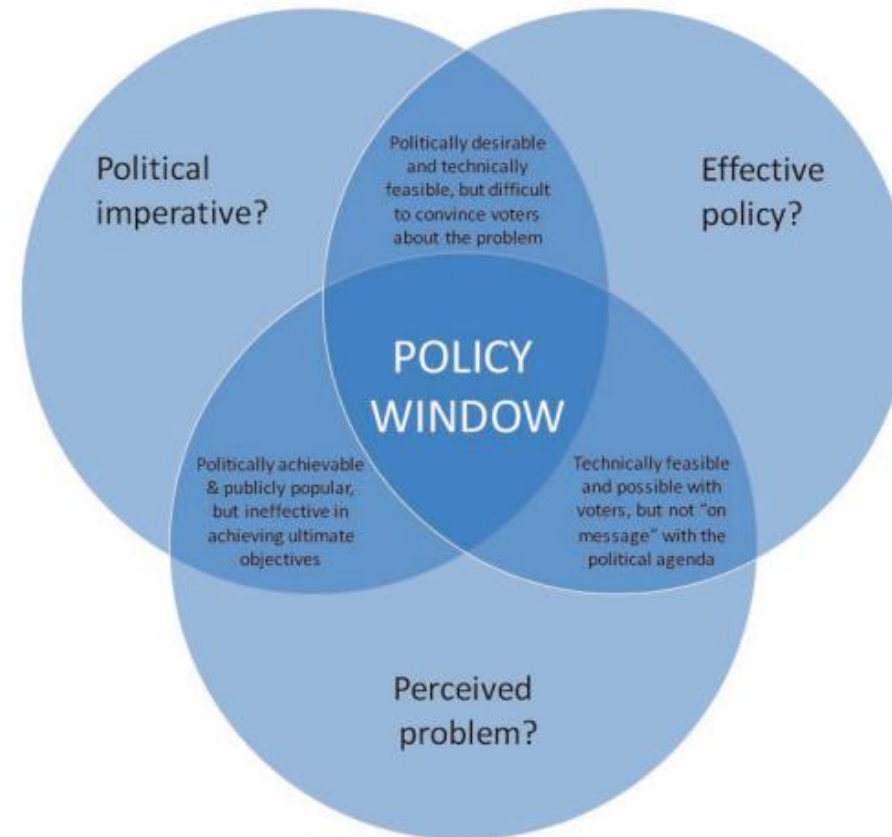 Political
imperative?
Politically desirable
and technically
feasible, but difficult
to convince voters
about the problem
Effective
policy?
POLICY
WINDOW
Politically achievable
& publicly popular,
but ineffective in
achieving ultimate
objectives
Technically feasible
and possible with
voters, but not “on
message” with the
political agenda
Perceived
problem?